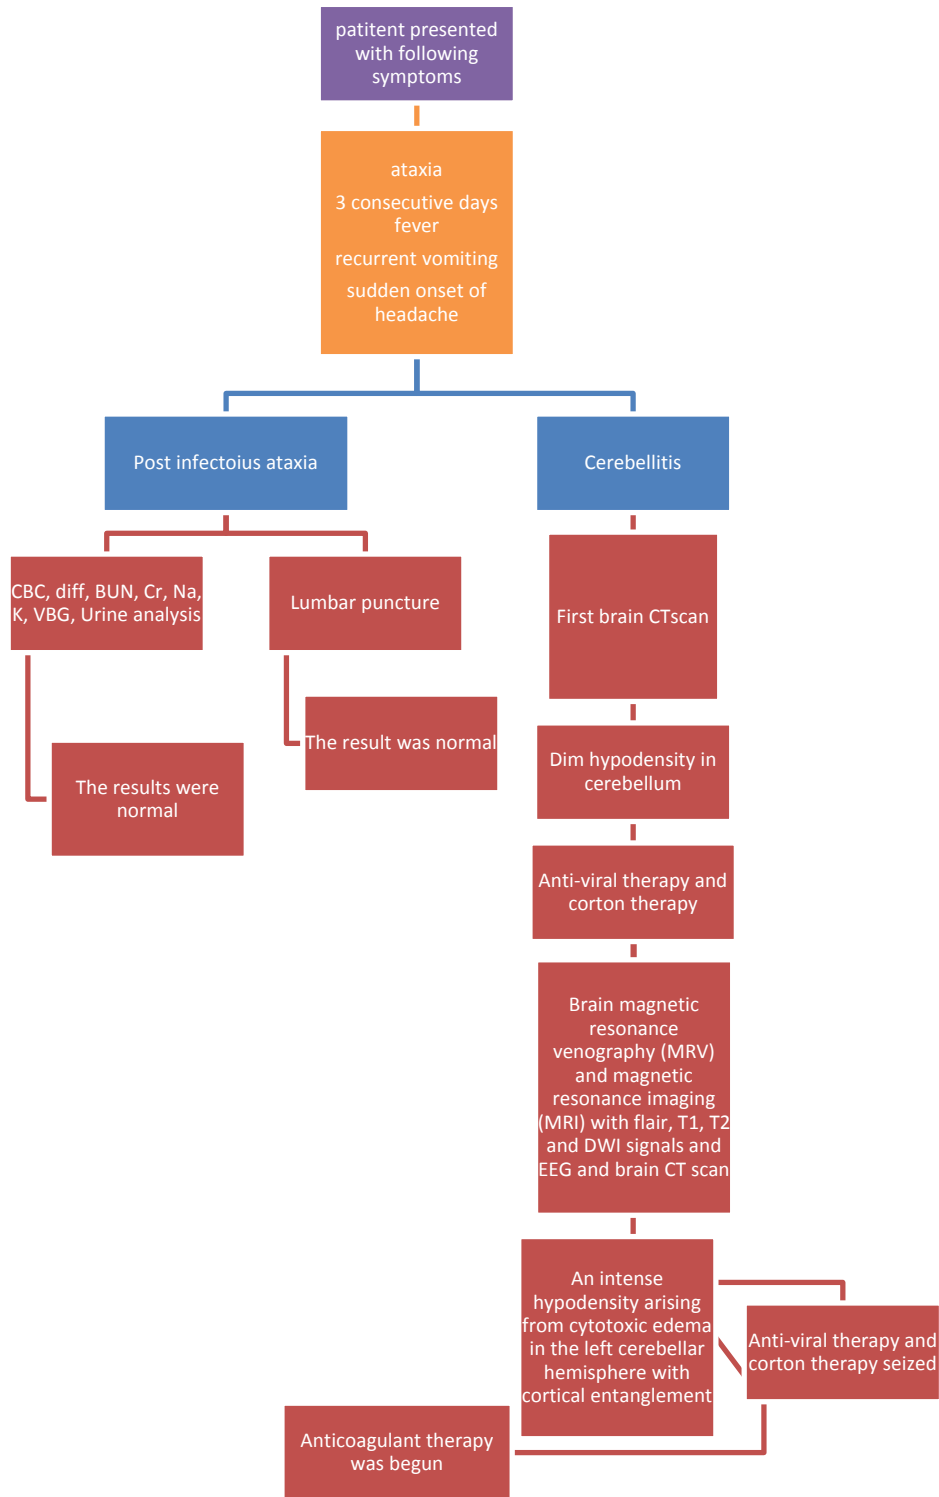 patitent presented
with following
symptoms
ataxia
3 consecutive days
fever
recurrent vomiting
sudden onset of
headache
Post infectoius ataxia
Cerebellitis
CBC, diff, BUN, Cr, Na,
K, VBG, Urine analysis
Lumbar puncture
First brain CTscan
The result was normal
The results were
normal
Dim hypodensity in
cerebellum
Anti-viral therapy and
corton therapy
Brain magnetic
resonance
venography (MRV)
and magnetic
resonance imaging
(MRI) with flair, T1, T2
and DWI signals and
EEG and brain CT scan
An intense
hypodensity arising
from cytotoxic edema
in the left cerebellar
hemisphere with
cortical entanglement
Anti-viral therapy and
corton therapy seized
Anticoagulant therapy
was begun